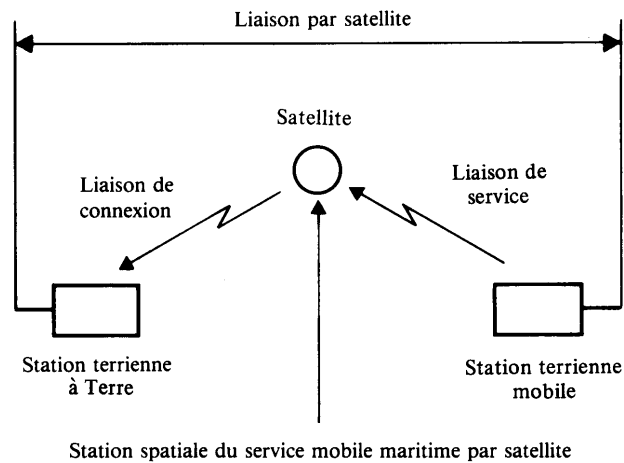 Liaison par satellite
Satellite
Liaison de
connexion
Liaison de
service
Station terrienne
à Terre
Station terrienne
mobile
Station spatiale du service mobile maritime par satellite